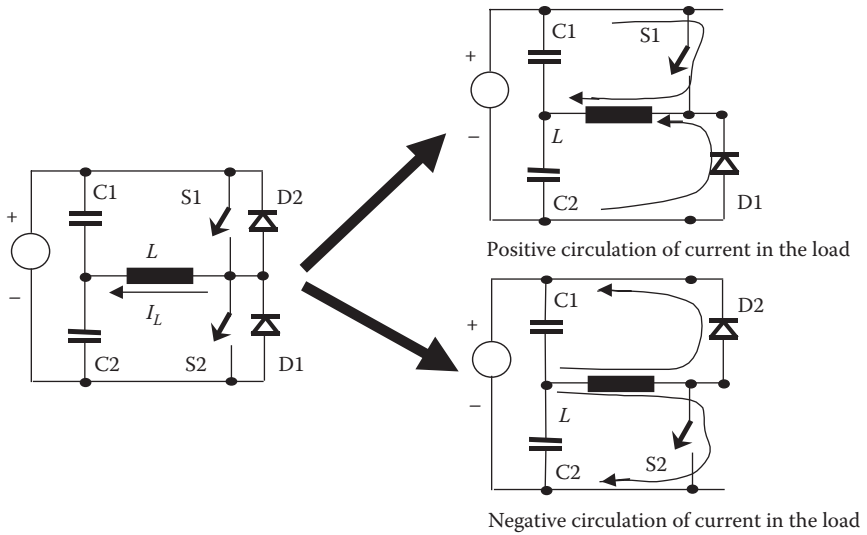 C1
S1
D2
+
L
−
I_L
C2
S2
D1
C1
S1
+
−
L
C2
D1
Positive circulation of current in the load
C1
D2
+
−
L
C2
S2
Negative circulation of current in the load